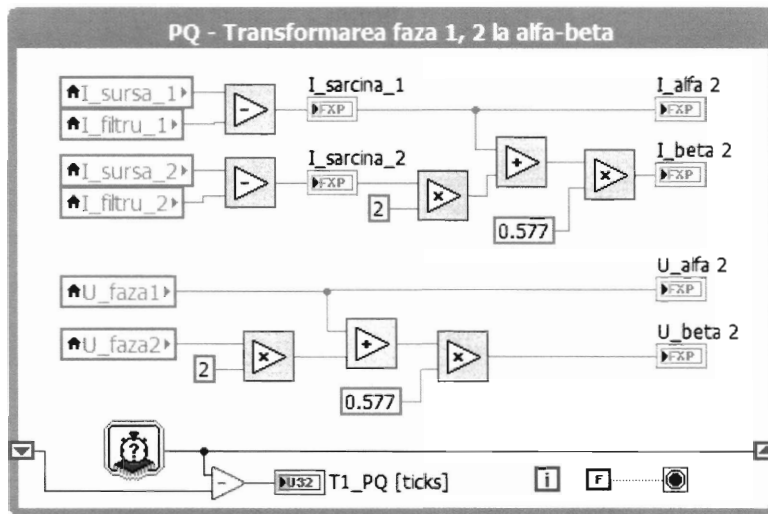 PQ - Transformarea faza 1, 2 la alfa-beta
I_sursa_1
I_filtru_1
I_sarcina_1
FXP
I_alfa 2
FXP
I_sursa_2
I_filtru_2
I_sarcina_2
FXP
2
0.577
I_beta 2
FXP
U_faza1
U_alfa 2
FXP
U_faza2
2
0.577
U_beta 2
FXP
?
U32
T1_PQ [ticks]
i
F